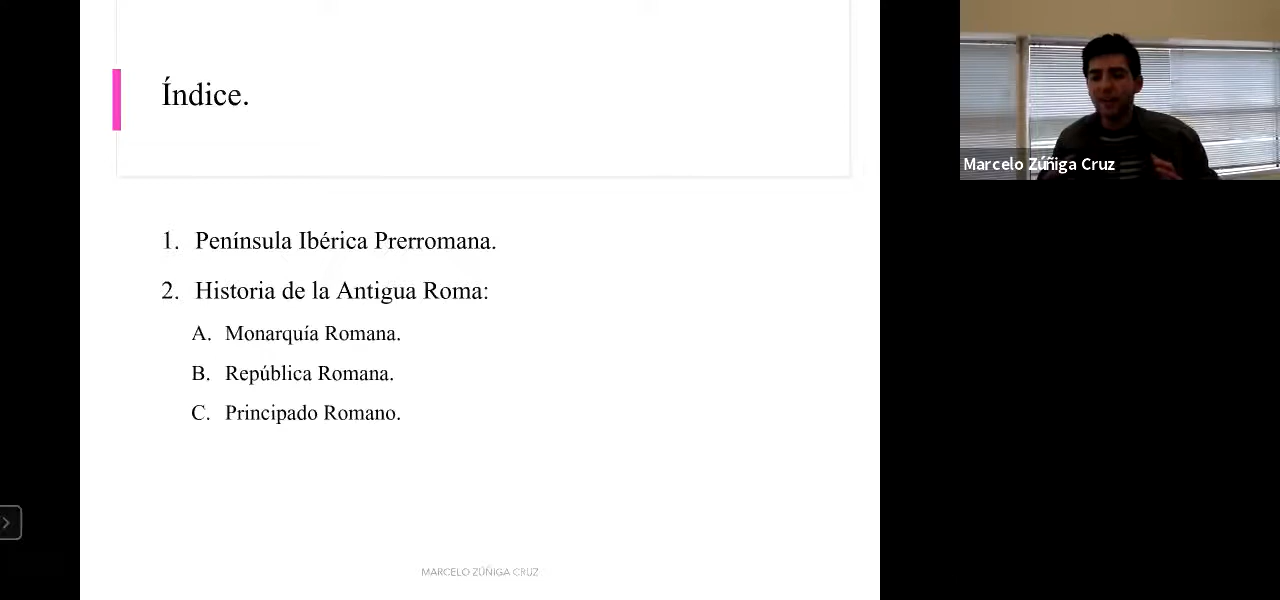 Índice.
1. Península Ibérica Prerromana.
2. Historia de la Antigua Roma:
A. Monarquía Romana.
B. República Romana.
C. Principado Romano.
MARCELO ZÚÑIGA CRUZ
Marcelo Zúñiga Cruz